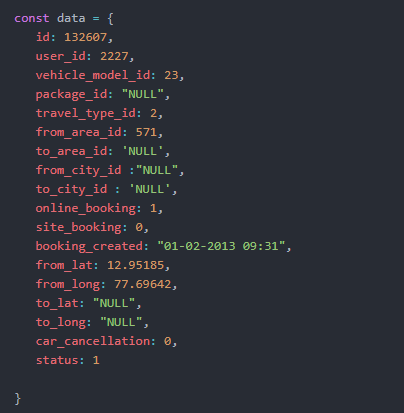 const data = {
id: 132607,
user_id: 2227,
vehicle_model_id: 23,
package_id: "NULL",
travel_type_id: 2,
from_area_id: 571,
to_area_id: 'NULL',
from_city_id :"NULL",
to_city_id : 'NULL',
online_booking: 1,
site_booking: 0,
booking_created: "01-02-2013 09:31",
from_lat: 12.95185,
from_long: 77.69642,
to_lat: "NULL",
to_long: "NULL",
car_cancellation: 0,
status: 1
}